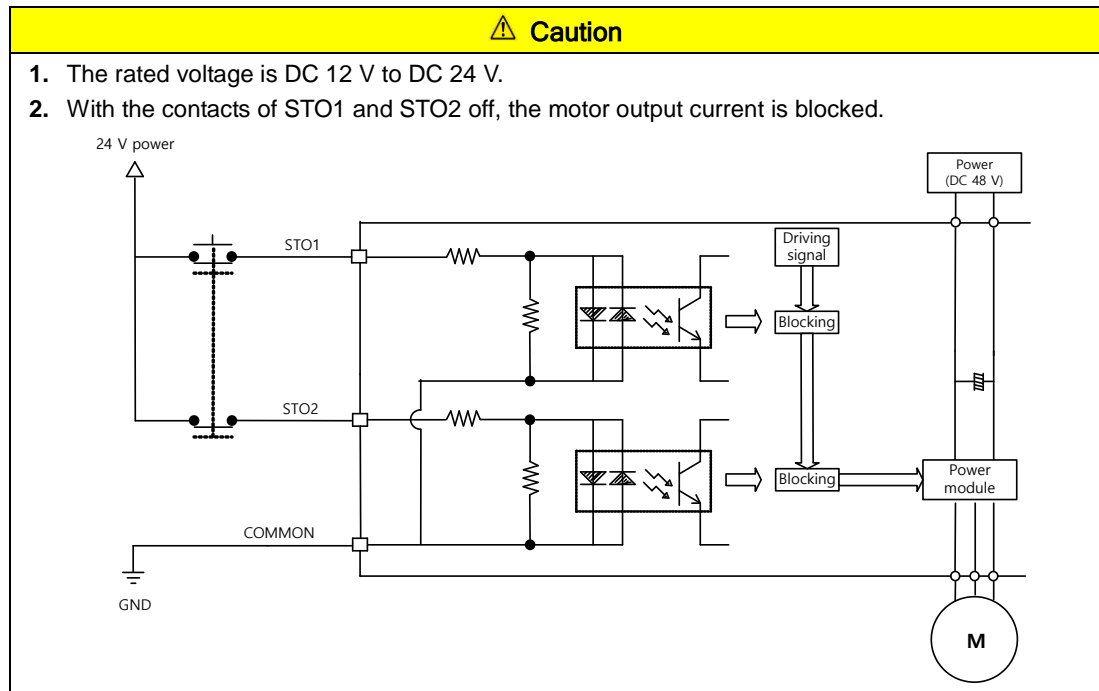 ⚠ Caution
1. The rated voltage is DC 12 V to DC 24 V.
2. With the contacts of STO1 and STO2 off, the motor output current is blocked.
24 V power
Power
(DC 48 V)
STO1
Driving
signal
Blocking
STO2
Blocking
Power
module
COMMON
GND
M